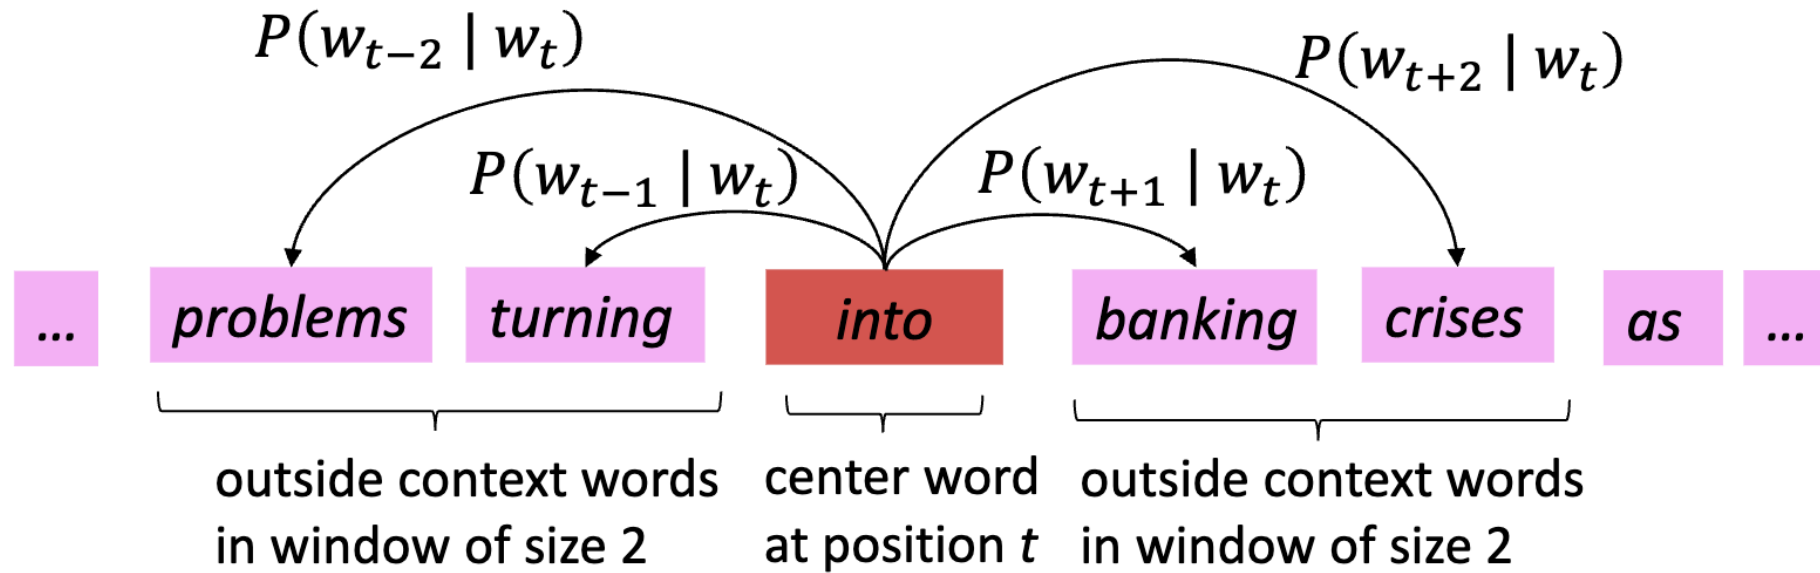 P(w_{t-2} | w_t)
P(w_{t+2} | w_t)
P(w_{t-1} | w_t)
P(w_{t+1} | w_t)
... problems turning into banking crises as ...
outside context words
in window of size 2
center word
at position t
outside context words
in window of size 2